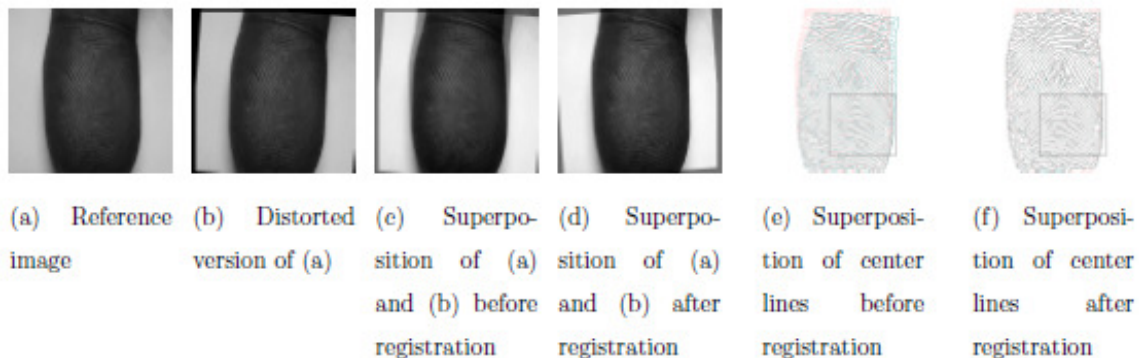 (a) Reference
image
(b) Distorted
version of (a)
(c) Superpo-
sition of (a)
and (b) before
registration
(d) Superpo-
sition of (a)
and (b) after
registration
(e) Superposi-
tion of center
lines before
registration
(f) Superposi-
tion of center
lines after
registration